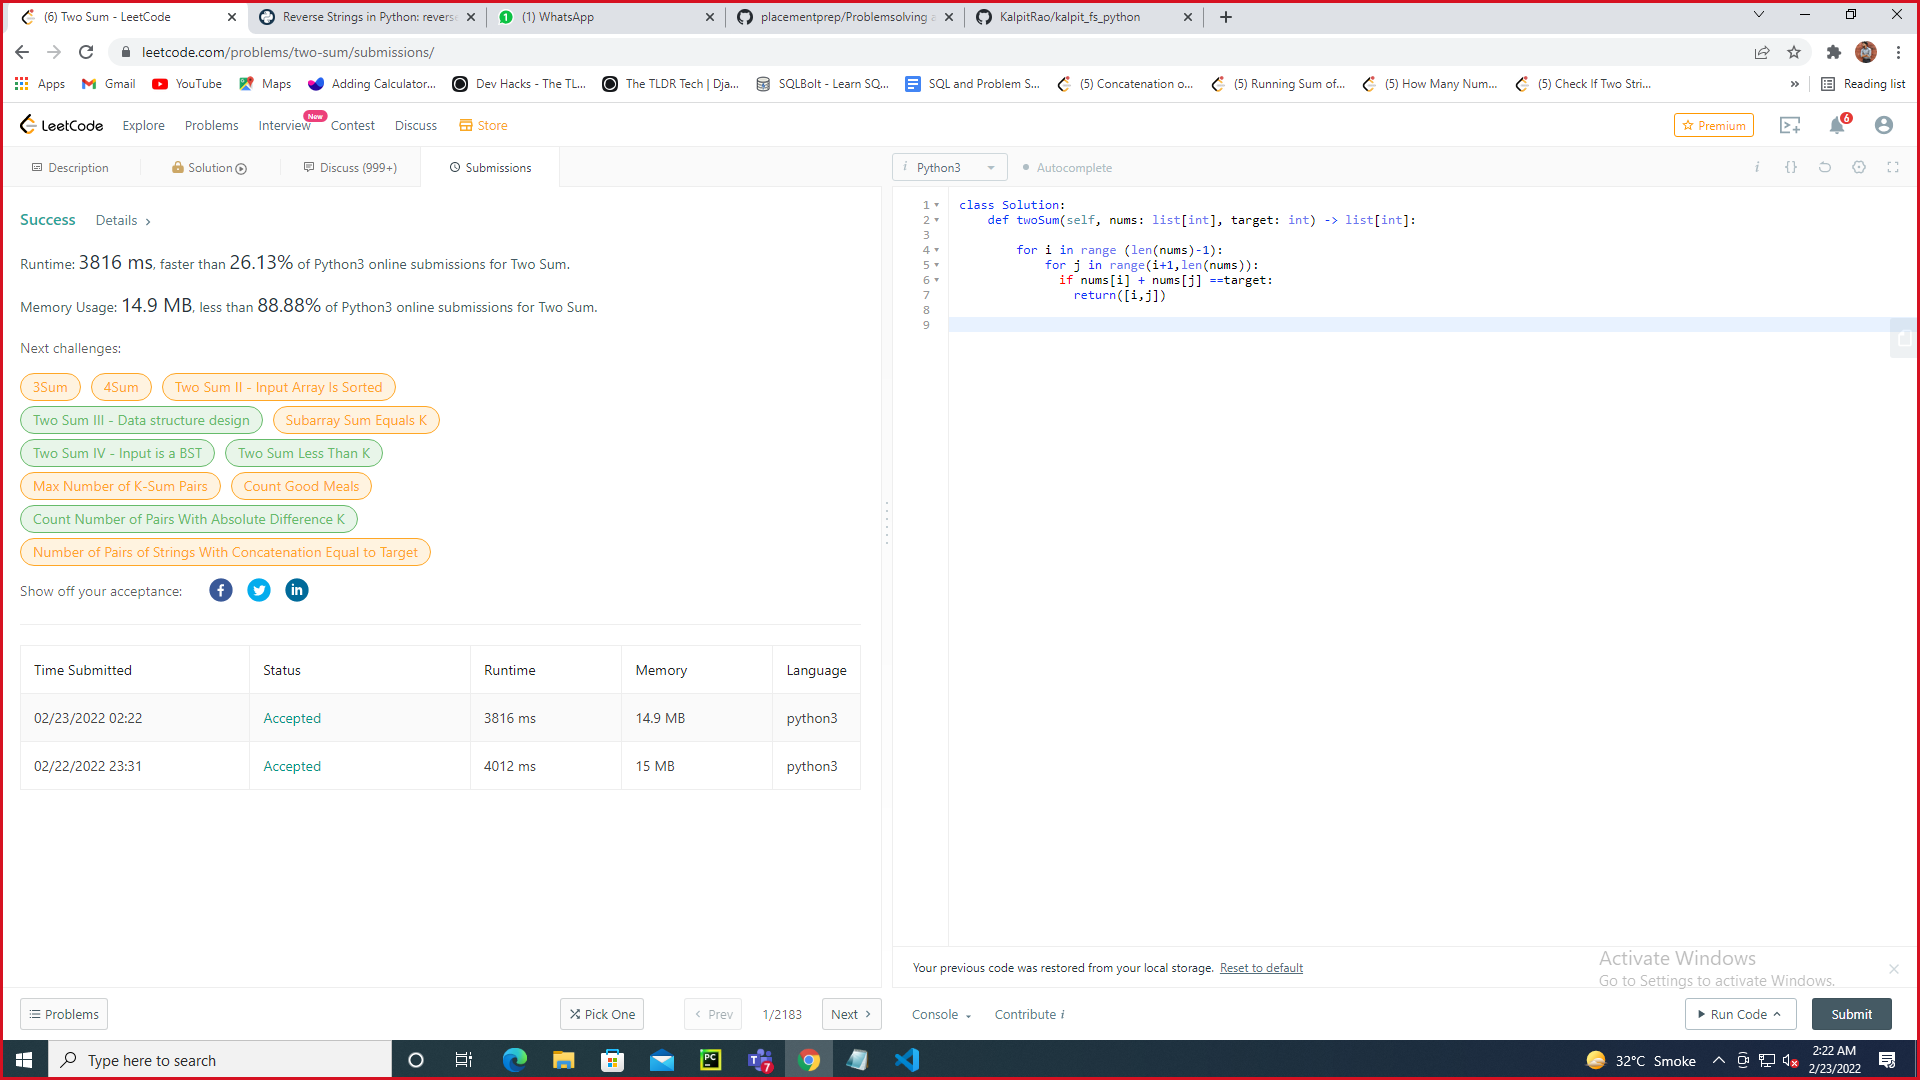 (6) Two Sum - LeetCode
Reverse Strings in Python: reverse
(1) WhatsApp
placementprep/Problemsolving a
KalpitRao/kalpit_fs_python
leetcode.com/problems/two-sum/submissions/
Apps
Gmail
YouTube
Maps
Adding Calculator...
Dev Hacks - The TL...
The TLDR Tech | Dja...
SQLBolt - Learn SQ...
SQL and Problem S...
(5) Concatenation o...
(5) Running Sum of...
(5) How Many Num...
(5) Check If Two Stri...
»
Reading list
LeetCode
Explore
Problems
Interview
New
Contest
Discuss
Store
Premium
6
Description
Solution
Discuss (999+)
Submissions
i Python3
Autocomplete
i
{}
Success
Details
Runtime: 3816 ms, faster than 26.13% of Python3 online submissions for Two Sum.
Memory Usage: 14.9 MB, less than 88.88% of Python3 online submissions for Two Sum.
Next challenges:
3Sum
4Sum
Two Sum II - Input Array Is Sorted
Two Sum III - Data structure design
Subarray Sum Equals K
Two Sum IV - Input is a BST
Two Sum Less Than K
Max Number of K-Sum Pairs
Count Good Meals
Count Number of Pairs With Absolute Difference K
Number of Pairs of Strings With Concatenation Equal to Target
Show off your acceptance:
Time Submitted Status Runtime Memory Language
02/23/2022 02:22 Accepted 3816 ms 14.9 MB python3
02/22/2022 23:31 Accepted 4012 ms 15 MB python3
1 class Solution:
2 def twoSum(self, nums: list[int], target: int) -> list[int]:
3
4 for i in range (len(nums)-1):
5 for j in range(i+1,len(nums)):
6 if nums[i] + nums[j] ==target:
7 return([i,j])
8
9
Your previous code was restored from your local storage. Reset to default
Activate Windows
Go to Settings to activate Windows.
Problems
Pick One
Prev
1/2183
Next
Console
Contribute i
Run Code
Submit
Type here to search
PC
T
7
32°C Smoke
2:22 AM
2/23/2022